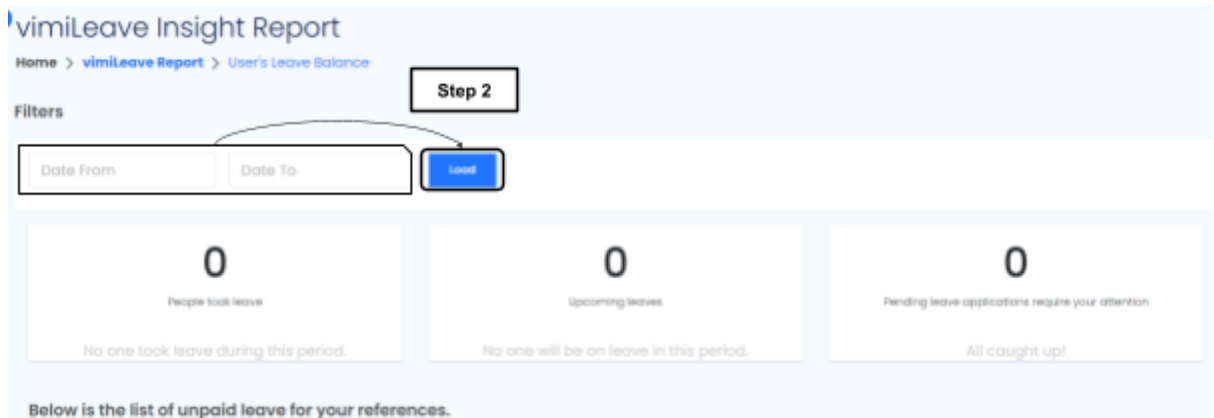 vimiLeave Insight Report
Home > vimiLeave Report > User's Leave Balance
Step 2
Filters
Date From Date To Load
0 0 0
People took leave Upcoming leaves Pending leave applications require your attention
No one took leave during this period. No one will be on leave in this period. All caught up!
Below is the list of unpaid leave for your references.